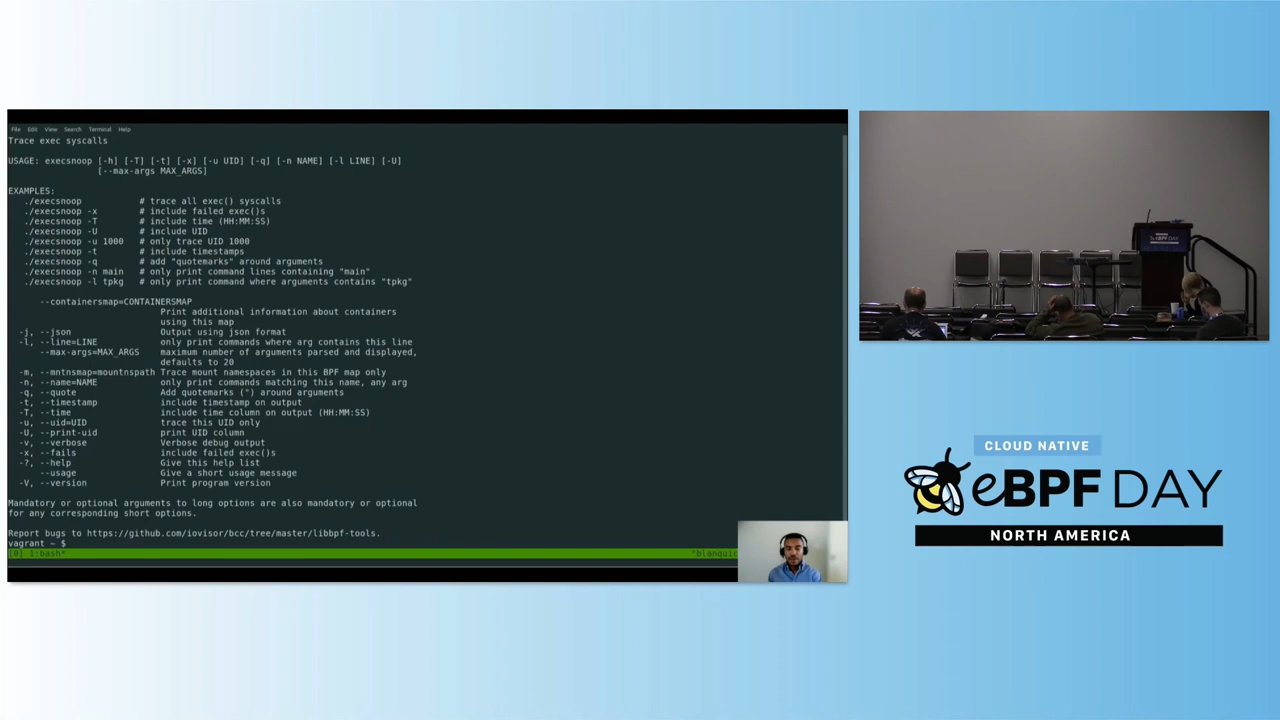 File Edit View Search Terminal Help
Trace exec syscalls
USAGE: execsnoop [-h] [-T] [-t] [-x] [-u UID] [-q] [-n NAME] [-l LINE] [-U]
[--max-args MAX_ARGS]
EXAMPLES:
./execsnoop # trace all exec() syscalls
./execsnoop -x # include failed exec()s
./execsnoop -T # include time (HH:MM:SS)
./execsnoop -U # include UID
./execsnoop -u 1000 # only trace UID 1000
./execsnoop -t # include timestamps
./execsnoop -q # add "quotemarks" around arguments
./execsnoop -n main # only print command lines containing "main"
./execsnoop -l tpkg # only print command where arguments contains "tpkg"
--containersmap=CONTAINERSMAP
Print additional information about containers
using this map
-j, --json Output using json format
-l, --line=LINE only print commands where arg contains this line
--max-args=MAX_ARGS maximum number of arguments parsed and displayed,
defaults to 20
-m, --mntnsmap=mountnspath Trace mount namespaces in this BPF map only
-n, --name=NAME only print commands matching this name, any arg
-q, --quote Add quotemarks (") around arguments
-t, --timestamp include timestamp on output
-T, --time include time column on output (HH:MM:SS)
-u, --uid=UID trace this UID only
-U, --print-uid print UID column
-v, --verbose Verbose debug output
-x, --fails include failed exec()s
-?, --help Give this help list
--usage Give a short usage message
-V, --version Print program version
Mandatory or optional arguments to long options are also mandatory or optional
for any corresponding short options.
Report bugs to https://github.com/iovisor/bcc/tree/master/libbpf-tools.
vagrant ~ $
[0] 1:bash* "blanqui
eBPF DAY
CLOUD NATIVE
eBPF DAY
NORTH AMERICA